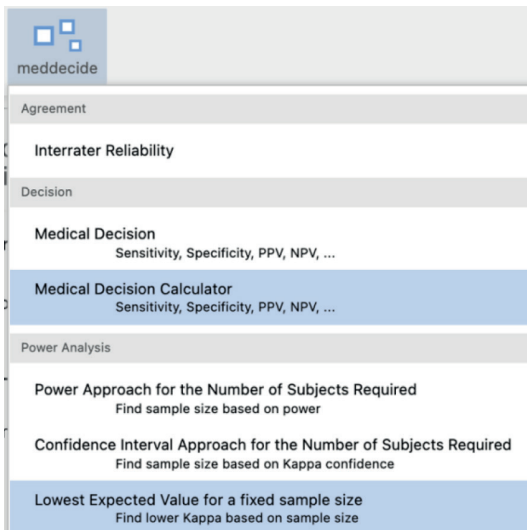 meddecide
Agreement
Interrater Reliability
Decision
Medical Decision
Sensitivity, Specificity, PPV, NPV, ...
Medical Decision Calculator
Sensitivity, Specificity, PPV, NPV, ...
Power Analysis
Power Approach for the Number of Subjects Required
Find sample size based on power
Confidence Interval Approach for the Number of Subjects Required
Find sample size based on Kappa confidence
Lowest Expected Value for a fixed sample size
Find lower Kappa based on sample size